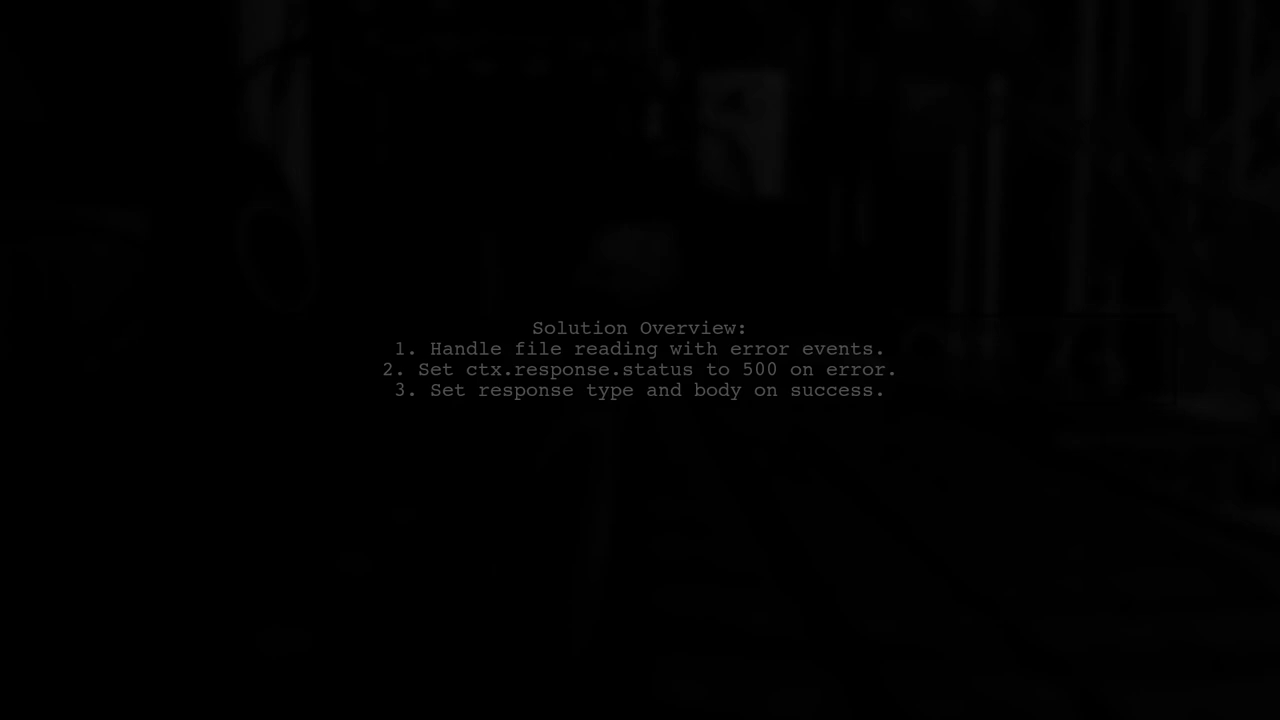 Solution Overview:
1. Handle file reading with error events.
2. Set ctx.response.status to 500 on error.
3. Set response type and body on success.